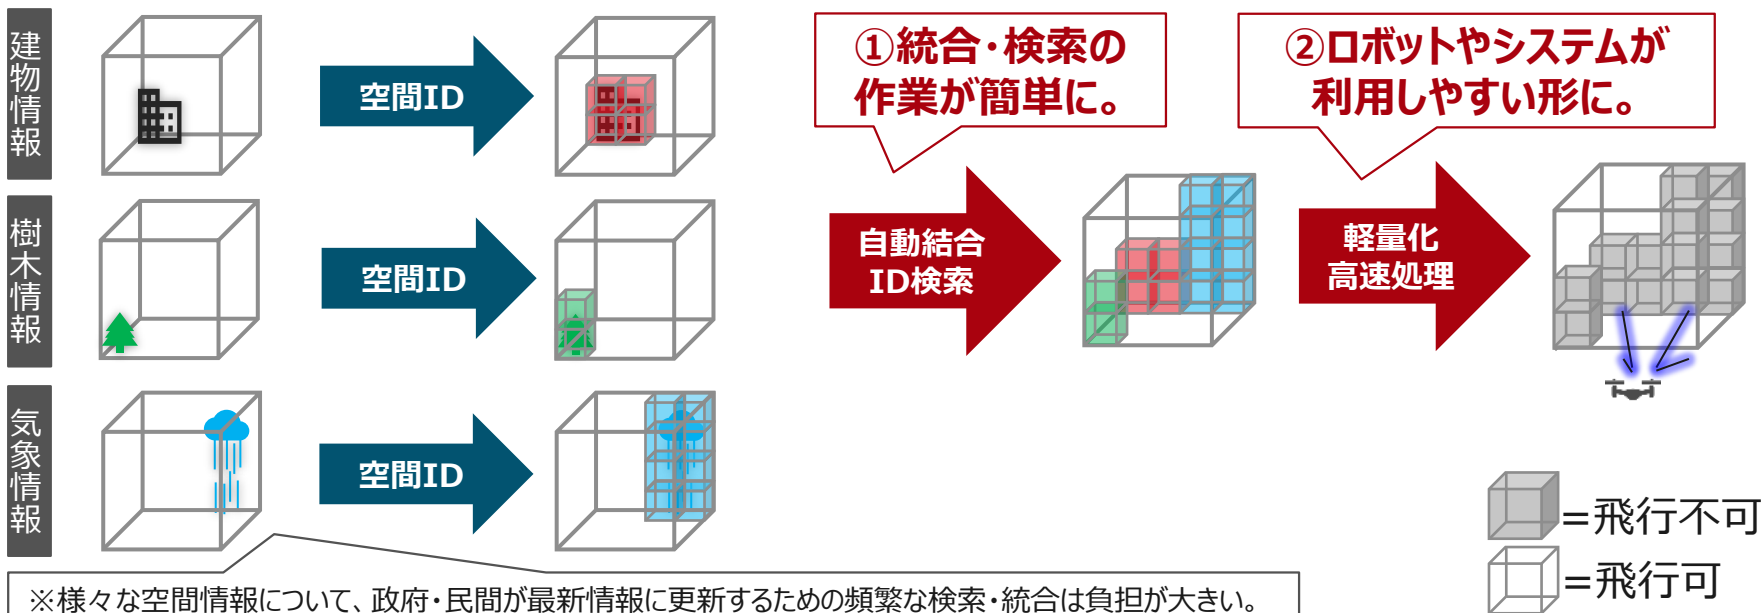 建物情報
空間ID
①統合・検索の
作業が簡単に。
②ロボットやシステムが
利用しやすい形に。
樹木情報
空間ID
自動結合
ID検索
軽量化
高速処理
気象情報
空間ID
=飛行不可
=飛行可
※様々な空間情報について、政府・民間が最新情報に更新するための頻繁な検索・統合は負担が大きい。